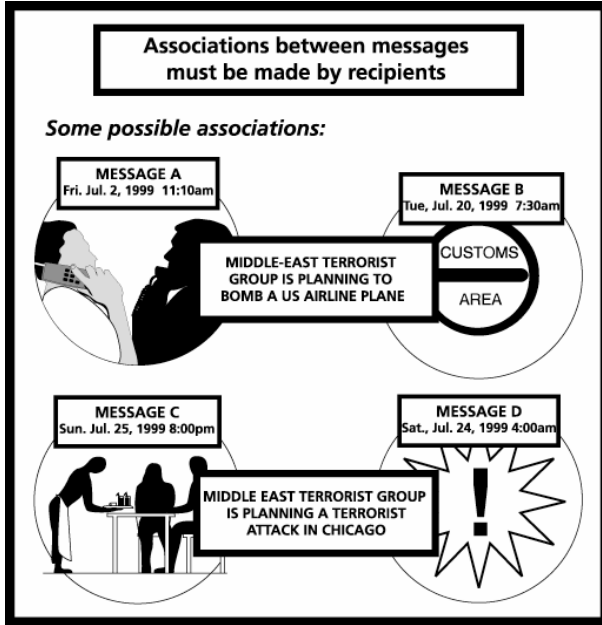 Associations between messages
must be made by recipients
Some possible associations:
MESSAGE A
Fri. Jul. 2, 1999 11:10am
MESSAGE B
Tue, Jul. 20, 1999 7:30am
MIDDLE-EAST TERRORIST
GROUP IS PLANNING TO
BOMB A US AIRLINE PLANE
CUSTOMS
AREA
MESSAGE C
Sun. Jul. 25, 1999 8:00pm
MESSAGE D
Sat., Jul. 24, 1999 4:00am
MIDDLE EAST TERRORIST GROUP
IS PLANNING A TERRORIST
ATTACK IN CHICAGO
!